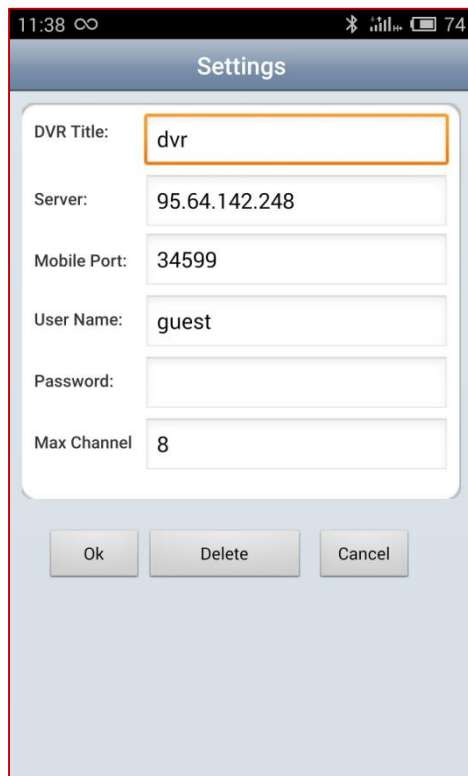 11:38 74
Settings
DVR Title: dvr
Server: 95.64.142.248
Mobile Port: 34599
User Name: guest
Password:
Max Channel 8
Ok Delete Cancel